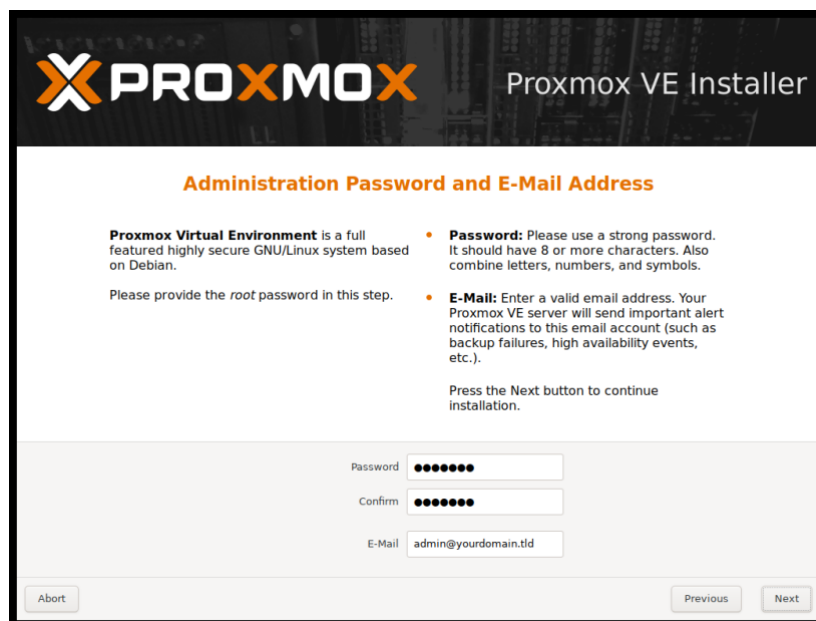 PROXMOX
Proxmox VE Installer
Administration Password and E-Mail Address
Proxmox Virtual Environment is a full
featured highly secure GNU/Linux system based
on Debian.
Please provide the root password in this step.
• Password: Please use a strong password.
It should have 8 or more characters. Also
combine letters, numbers, and symbols.
• E-Mail: Enter a valid email address. Your
Proxmox VE server will send important alert
notifications to this email account (such as
backup failures, high availability events,
etc.).
Press the Next button to continue
installation.
Password ●●●●●●●
Confirm ●●●●●●●
E-Mail admin@yourdomain.tld
Abort
Previous
Next